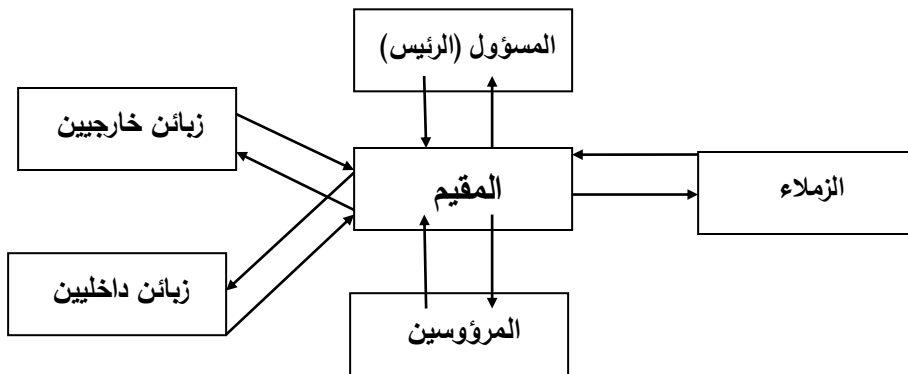 المسؤول (الرئيس)
زبائن خارجيين
المقيم
الزملاء
زبائن داخليين
المرؤوسين